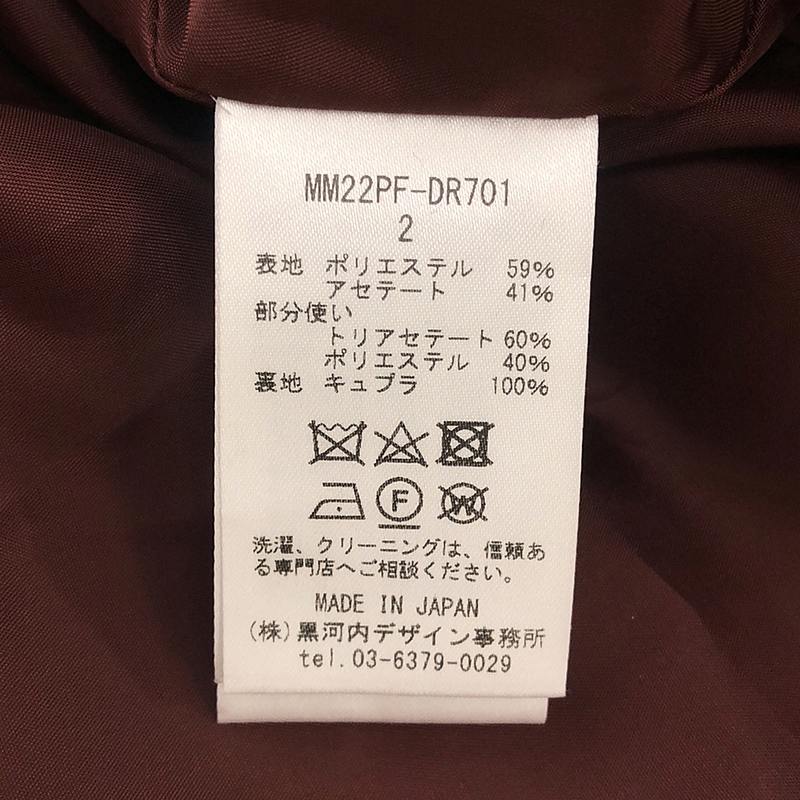 MM22PF-DR701
2
表地 ポリエステル 59%
アセテート 41%
部分使い
トリアセテート 60%
ポリエステル 40%
裏地 キュプラ 100%
F W
洗濯、クリーニングは、信頼あ
る専門店へご相談ください。
MADE IN JAPAN
(株)黒河内デザイン事務所
tel.03-6379-0029